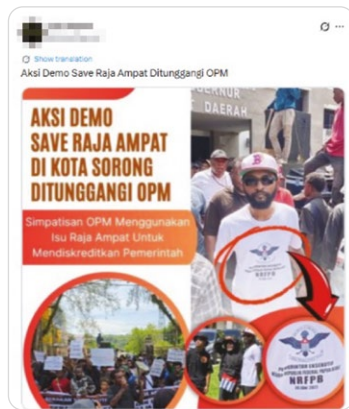 Show translation
Aksi Demo Save Raja Ampat Ditunggangi OPM
GUBERNUR
DAERAH
AKSI DEMO
SAVE RAJA AMPAT
DI KOTA SORONG
DITUNGGANGI OPM
Simpatisan OPM Menggunakan
Isu Raja Ampat Untuk
Mendiskreditkan Pemerintah
NRFPB
NRFPB